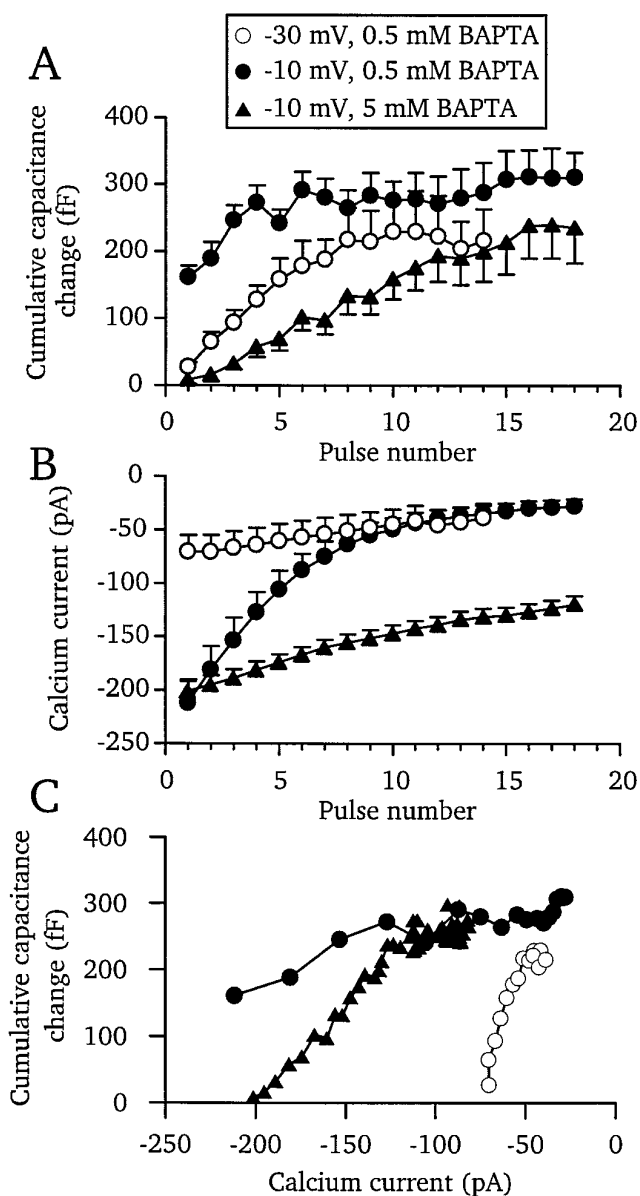 -30 mV, 0.5 mM BAPTA
-10 mV, 0.5 mM BAPTA
-10 mV, 5 mM BAPTA
A
400
300
200
100
0
Cumulative capacitance
change (fF)
0 5 10 15 20
Pulse number
B
0
-50
-100
-150
-200
-250
Calcium current (pA)
0 5 10 15 20
Pulse number
C
400
300
200
100
0
Cumulative capacitance
change (fF)
-250 -200 -150 -100 -50 0
Calcium current (pA)